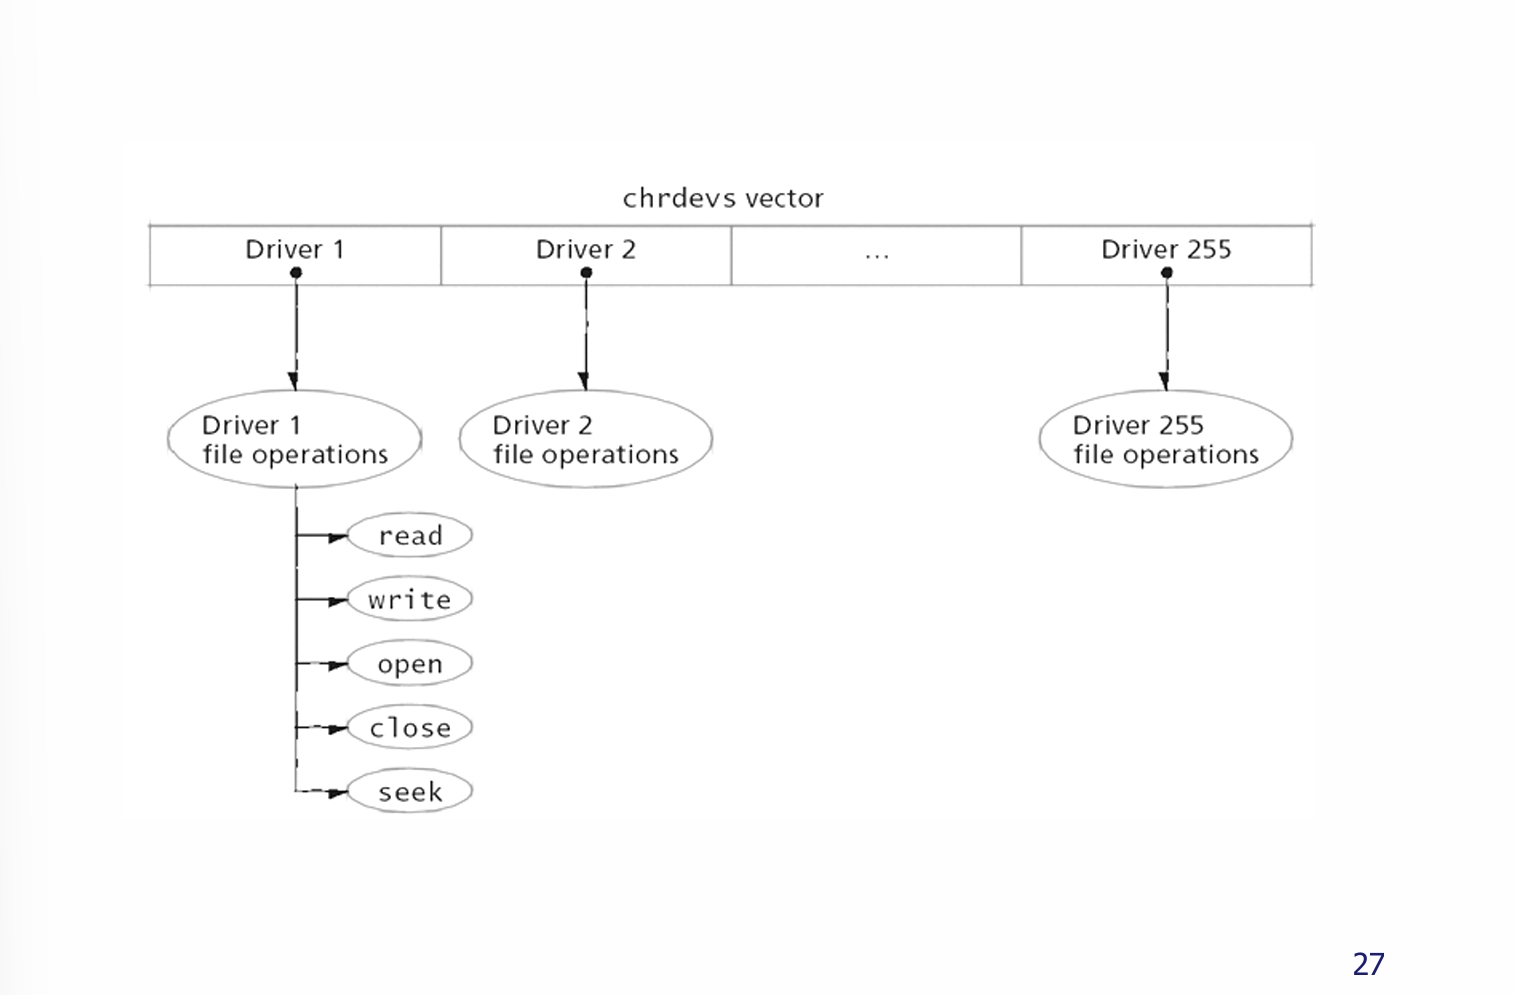 chrdevs vector
Driver 1
Driver 2
...
Driver 255
Driver 1
file operations
Driver 2
file operations
Driver 255
file operations
read
write
open
close
seek
27